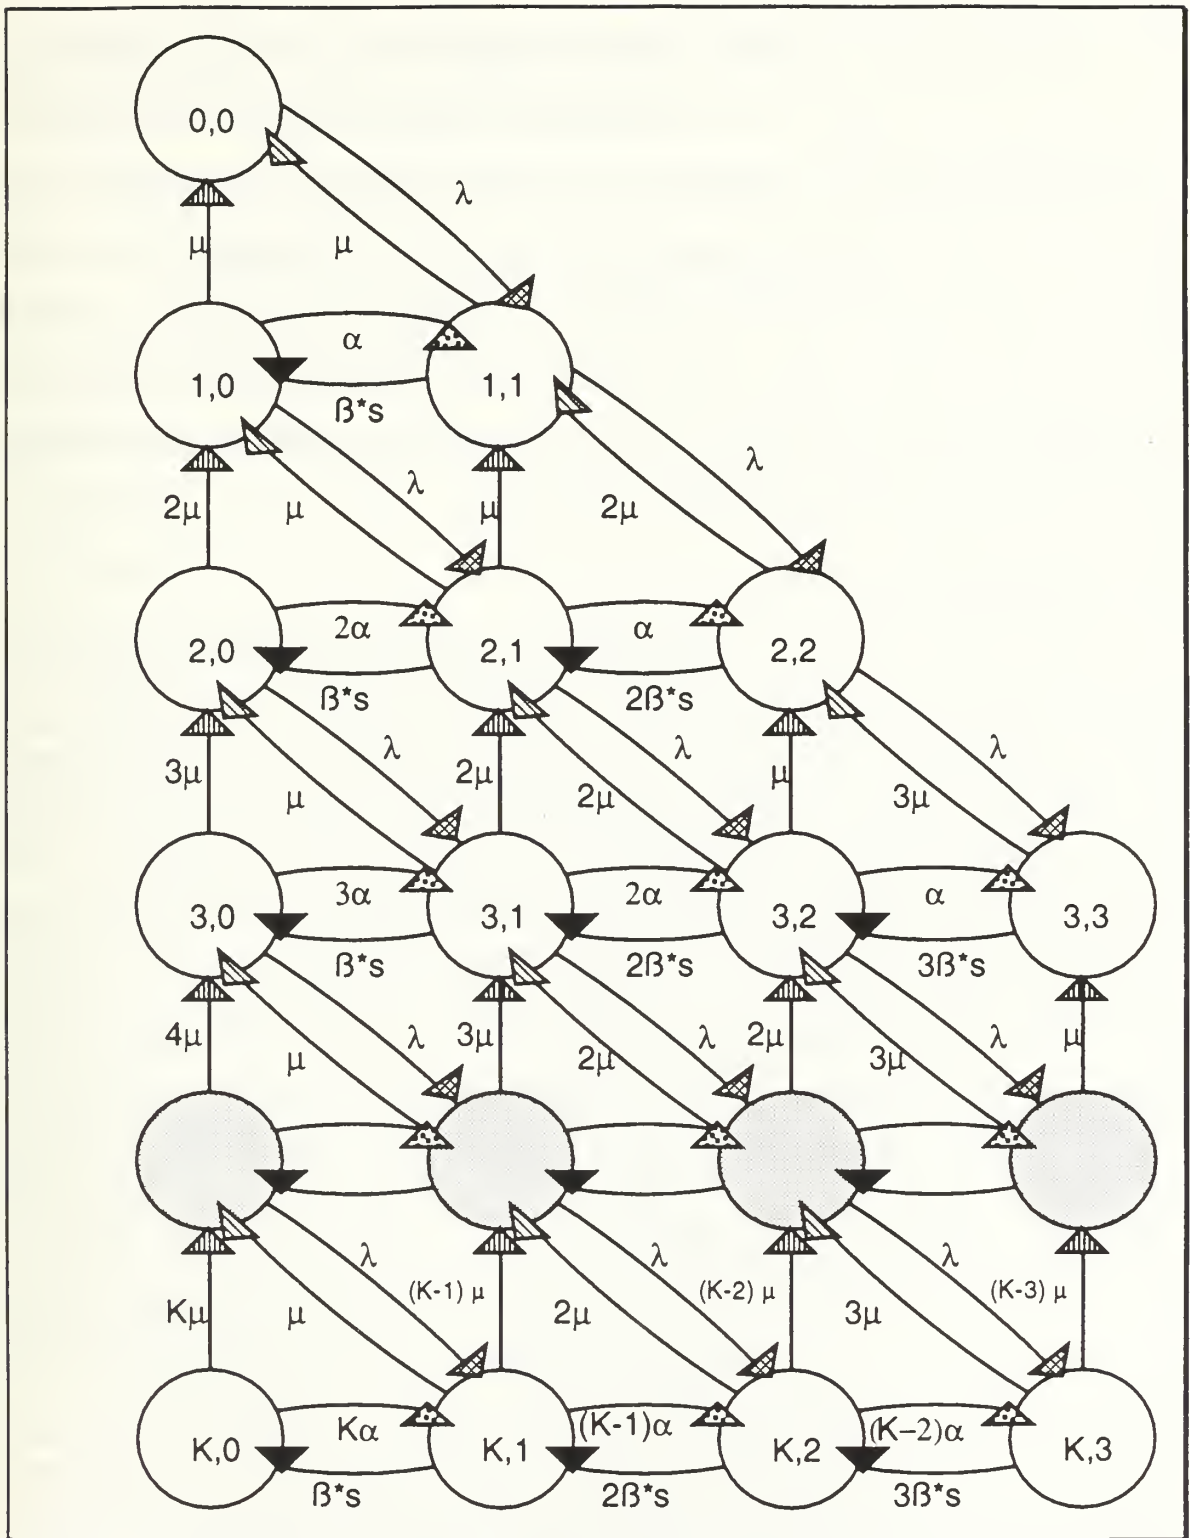 0,0
λ
μ μ
α
1,0 1,1
ß*s
λ λ
2μ μ μ 2μ
2α α
2,0 2,1 2,2
ß*s 2ß*s
λ λ λ
3μ μ 2μ 2μ μ 3μ
3α 2α α
3,0 3,1 3,2 3,3
ß*s 2ß*s 3ß*s
4μ μ λ 3μ 2μ λ 2μ 3μ λ μ
λ λ λ
(K-1) μ (K-2) μ (K-3) μ
Kμ μ 2μ 3μ
Kα (K-1)α (K-2)α
K,0 K,1 K,2 K,3
ß*s 2ß*s 3ß*s